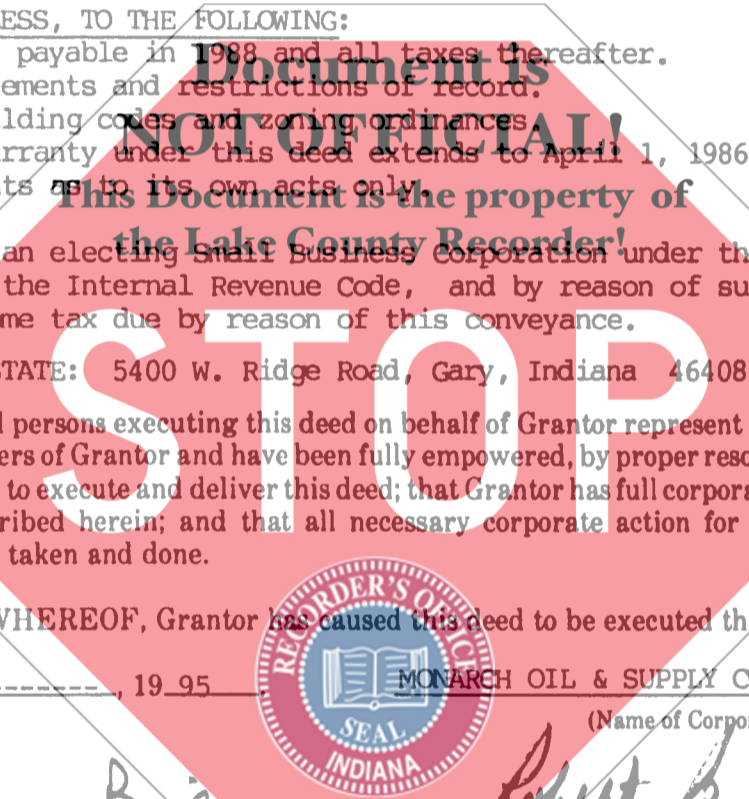 ESS, TO THE FOLLOWING:
payable in 1988 and all taxes thereafter.
Document is
ements and restrictions of record.
lding codes and zoning ordinances.
NOT OFFICIAL!
rranty under this deed extends to April 1, 1986
ts as to its own acts only.
This Document is the property of
the Lake County Recorder!
an electing Small Business Corporation under th
the Internal Revenue Code, and by reason of su
me tax due by reason of this conveyance.
STOP
TATE: 5400 W. Ridge Road, Gary, Indiana 46408
l persons executing this deed on behalf of Grantor represent
ers of Grantor and have been fully empowered, by proper reso
to execute and deliver this deed; that Grantor has full corpora
ribed herein; and that all necessary corporate action for
taken and done.
WHEREOF, Grantor has caused this deed to be executed th
RECORDER'S OFFICE
SEAL
INDIANA
, 19 95 MONARCH OIL & SUPPLY C
(Name of Corpo